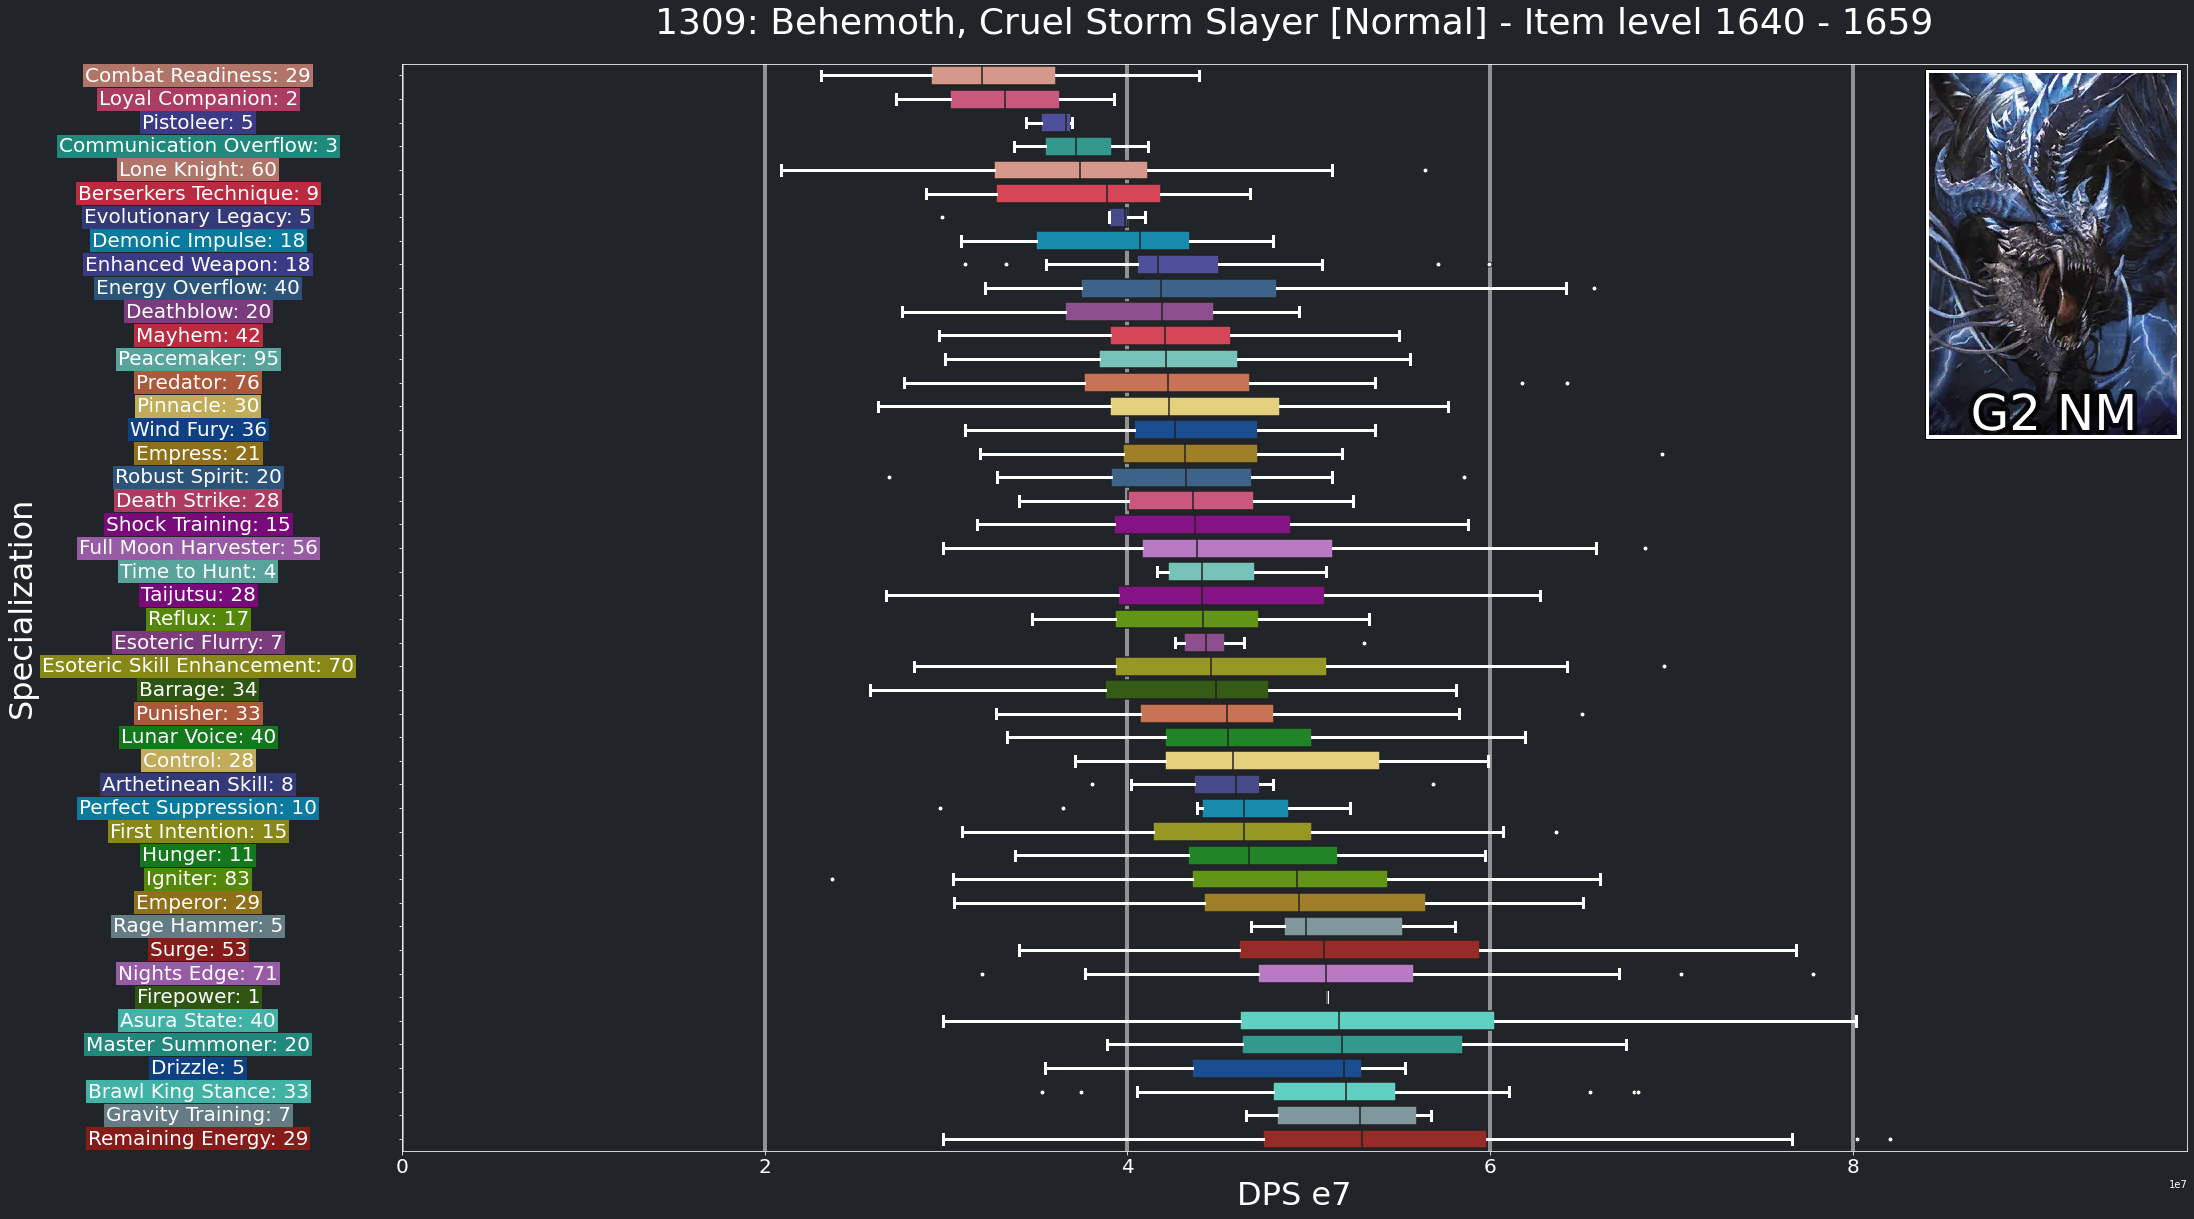 1309: Behemoth, Cruel Storm Slayer [Normal] - Item level 1640 - 1659
Specialization
Combat Readiness: 29
Loyal Companion: 2
Pistoleer: 5
Communication Overflow: 3
Lone Knight: 60
Berserkers Technique: 9
Evolutionary Legacy: 5
Demonic Impulse: 18
Enhanced Weapon: 18
Energy Overflow: 40
Deathblow: 20
Mayhem: 42
Peacemaker: 95
Predator: 76
Pinnacle: 30
Wind Fury: 36
Empress: 21
Robust Spirit: 20
Death Strike: 28
Shock Training: 15
Full Moon Harvester: 56
Time to Hunt: 4
Taijutsu: 28
Reflux: 17
Esoteric Flurry: 7
Esoteric Skill Enhancement: 70
Barrage: 34
Punisher: 33
Lunar Voice: 40
Control: 28
Arthetinean Skill: 8
Perfect Suppression: 10
First Intention: 15
Hunger: 11
Igniter: 83
Emperor: 29
Rage Hammer: 5
Surge: 53
Nights Edge: 71
Firepower: 1
Asura State: 40
Master Summoner: 20
Drizzle: 5
Brawl King Stance: 33
Gravity Training: 7
Remaining Energy: 29
G2 NM
0 2 4 6 8
DPS e7
1e7